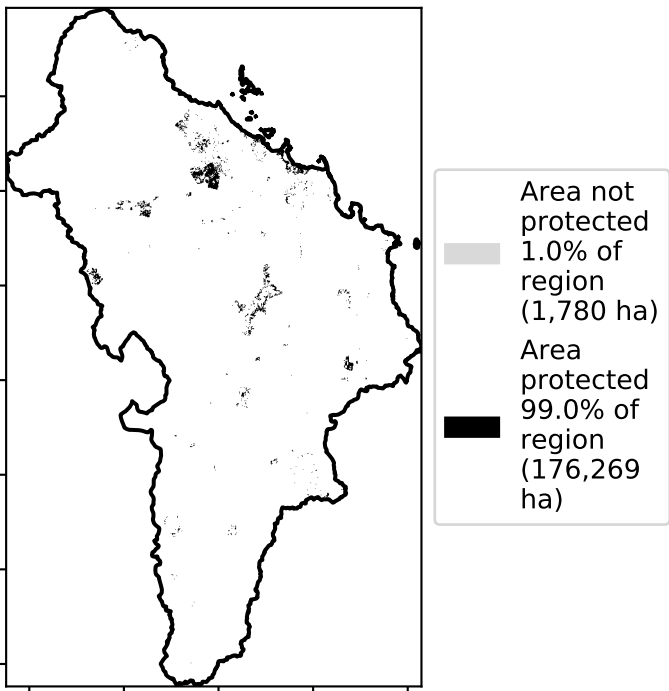 Area not
protected
1.0% of
region
(1,780 ha)
Area
protected
99.0% of
region
(176,269
ha)